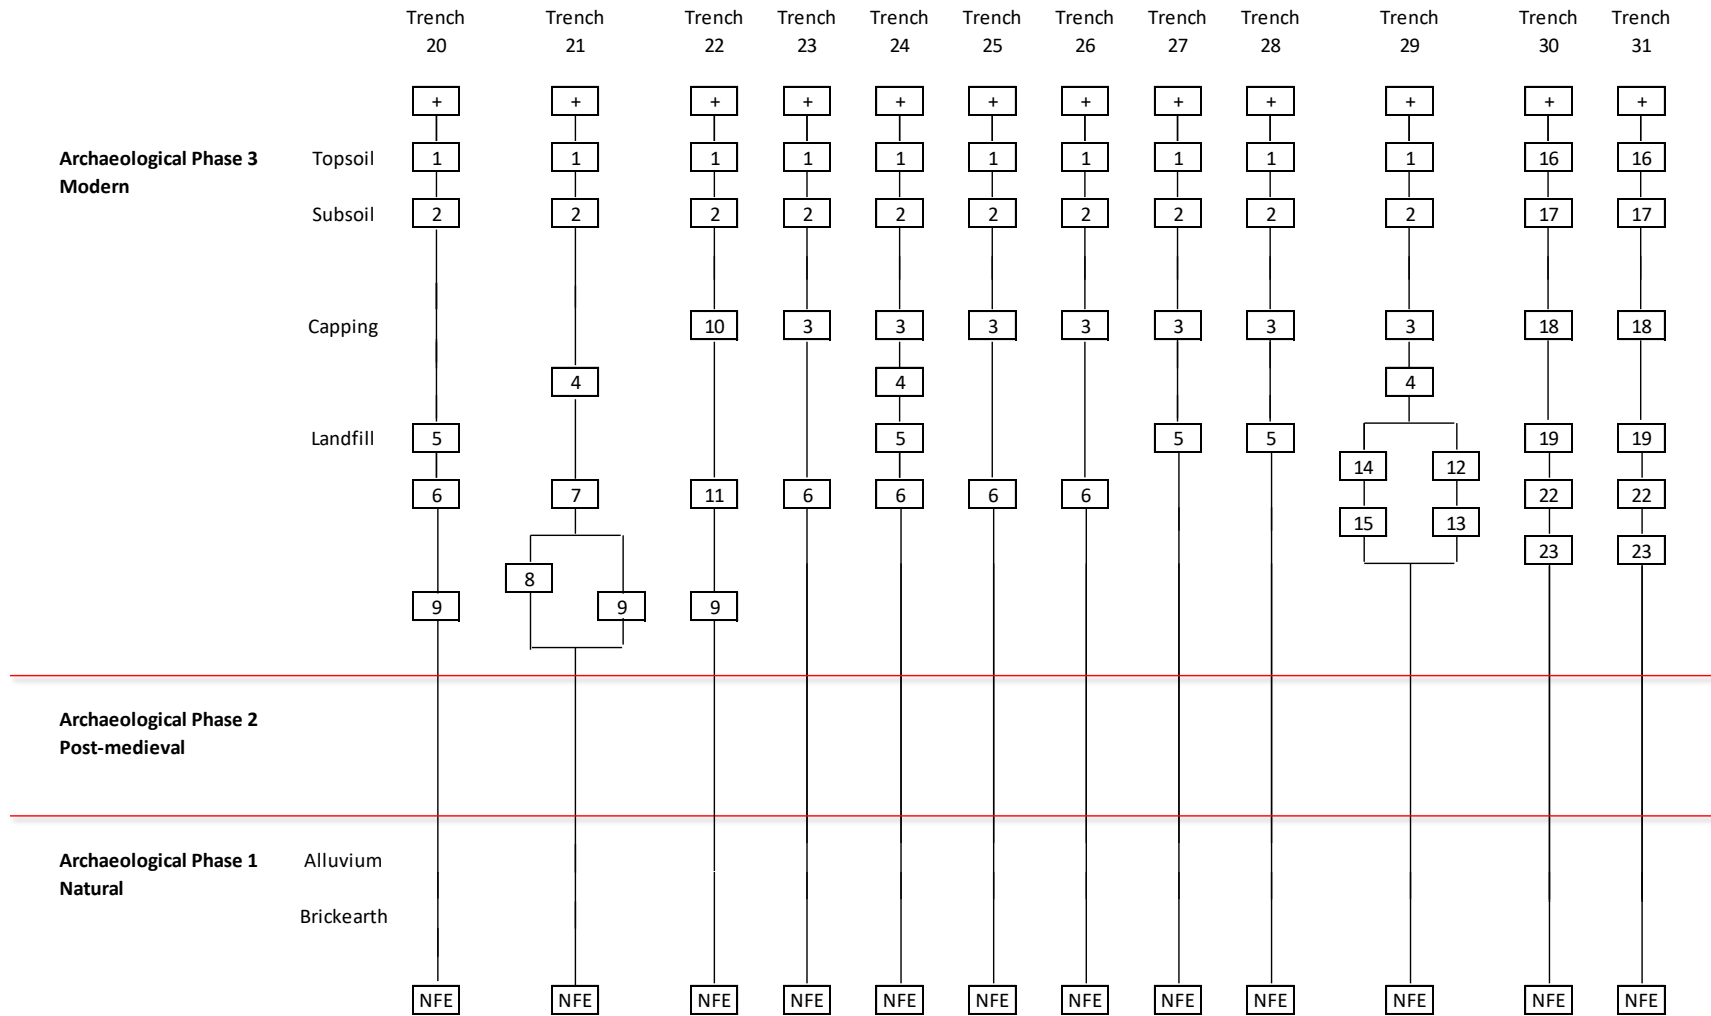 Trench Trench Trench Trench Trench Trench Trench Trench Trench Trench Trench Trench
20 21 22 23 24 25 26 27 28 29 30 31
+ + + + + + + + + + + +
Archaeological Phase 3 Topsoil 1 1 1 1 1 1 1 1 1 1 16 16
Modern
Subsoil 2 2 2 2 2 2 2 2 2 2 17 17
Capping 10 3 3 3 3 3 3 3 18 18
4 4 4
Landfill 5 5 5 5 19 19
14 12
6 7 11 6 6 6 6 22 22
15 13
23 23
8
9 9 9
Archaeological Phase 2
Post-medieval
Archaeological Phase 1 Alluvium
Natural
Brickearth
NFE NFE NFE NFE NFE NFE NFE NFE NFE NFE NFE NFE